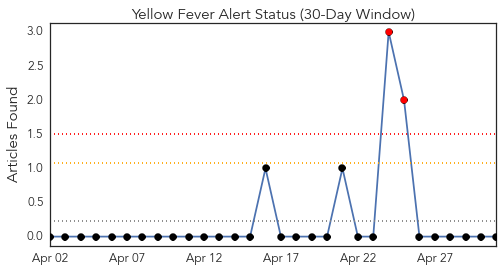 Yellow Fever Alert Status (30-Day Window)
Articles Found
3.0
2.5
2.0
1.5
1.0
0.5
0.0
Apr 02 Apr 07 Apr 12 Apr 17 Apr 22 Apr 27